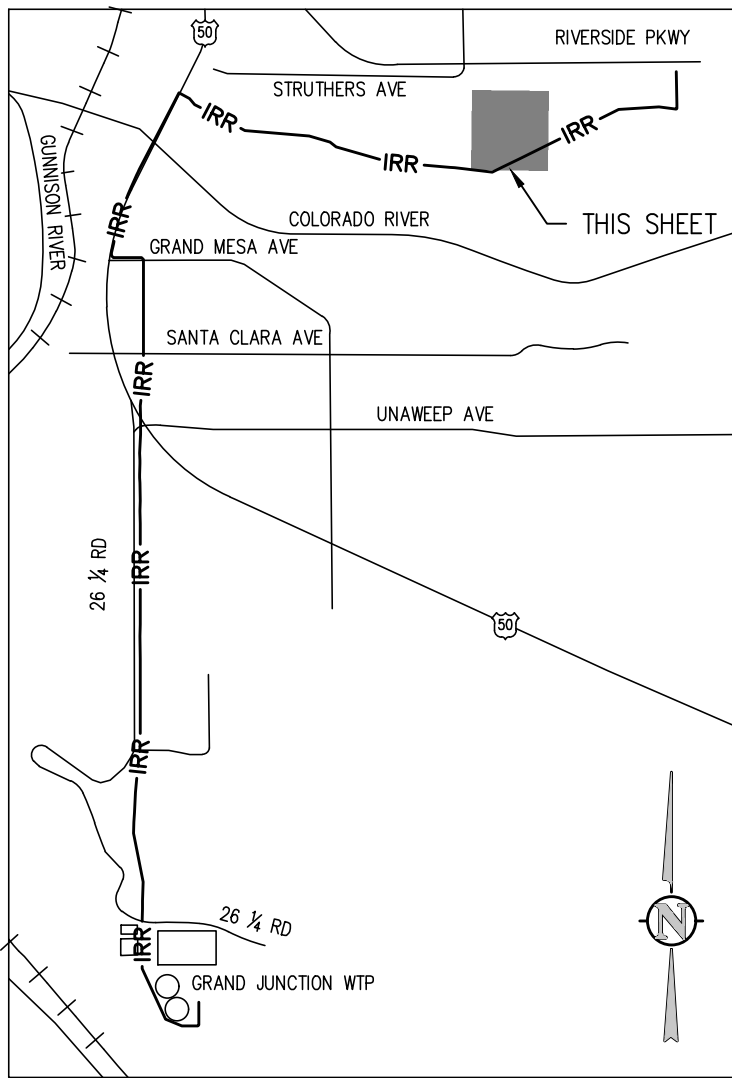 50
RIVERSIDE PKWY
STRUTHERS AVE
IRR
IRR
IRR
GUNNISON RIVER
THIS SHEET
COLORADO RIVER
IRR
GRAND MESA AVE
SANTA CLARA AVE
IRR
UNAWEEP AVE
26 ¼ RD
IRR
50
IRR
26 ¼ RD
IRR
N
GRAND JUNCTION WTP